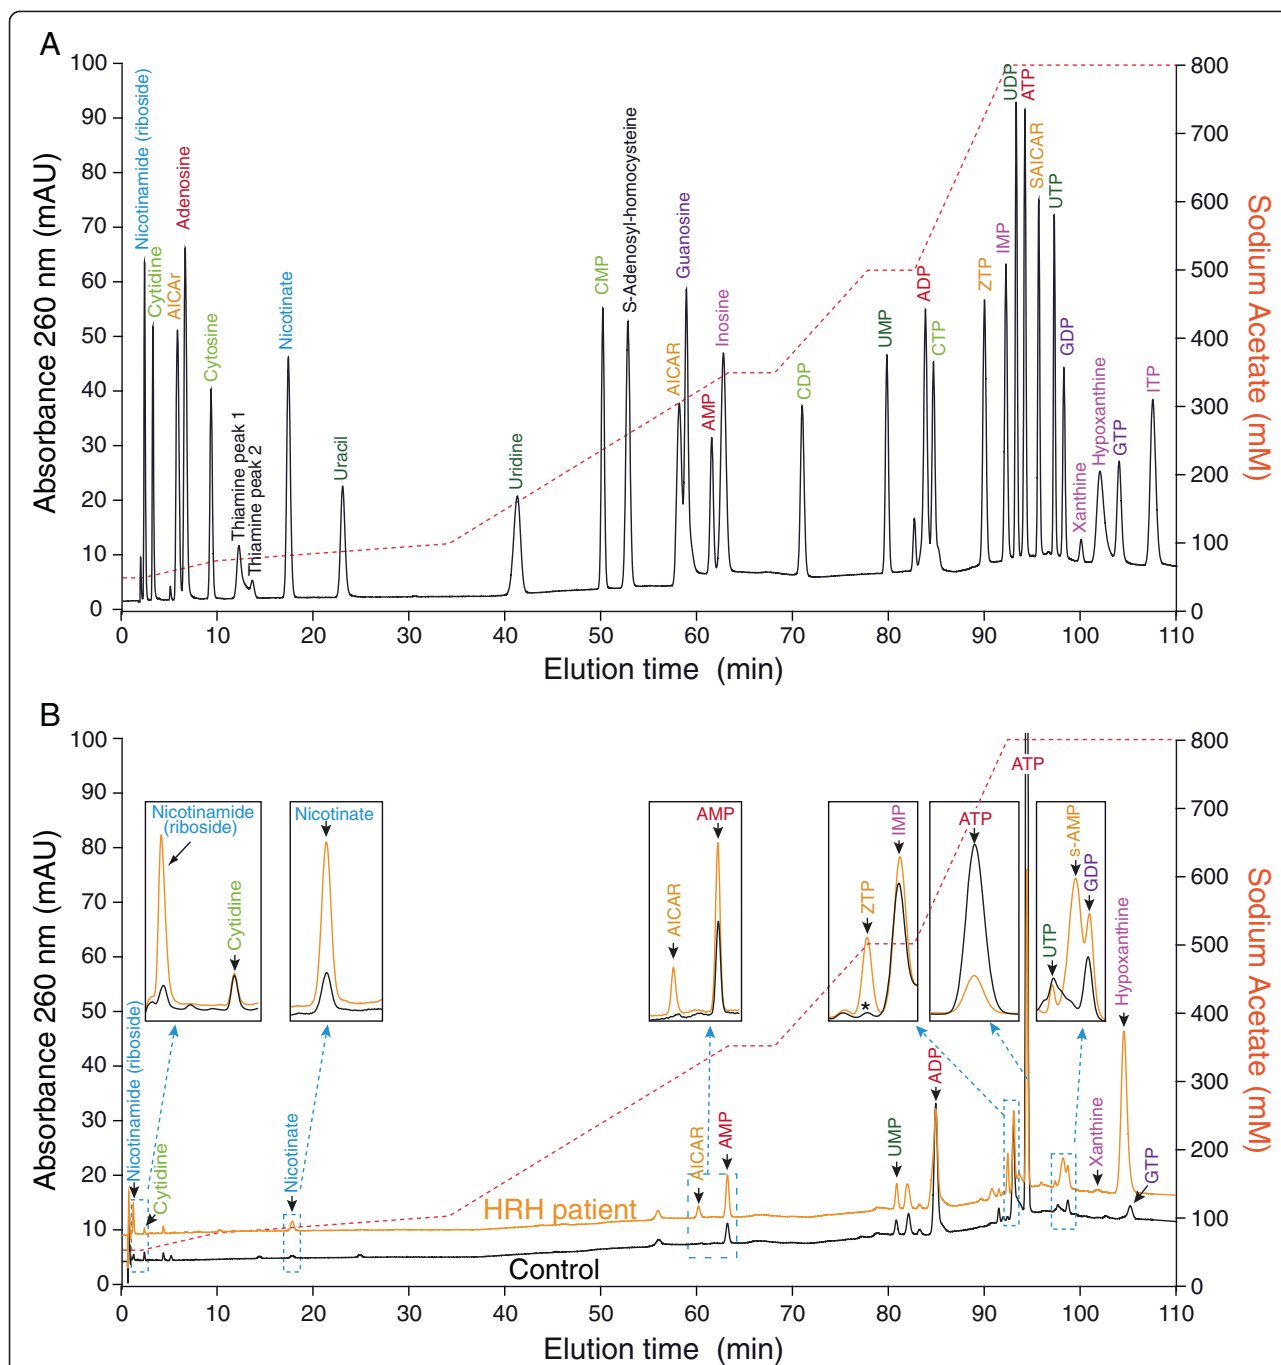 A
100
90
80
70
60
50
40
30
20
10
0
Absorbance 260 nm (mAU)
Nicotinamide (riboside)
Cytidine
AICAr
Adenosine
Cytosine
Thiamine peak 1
Thiamine peak 2
Nicotinate
Uracil
Uridine
CMP
S-Adenosyl-homocysteine
AICAR
Guanosine
AMP
Inosine
CDP
UMP
ADP
CTP
ZTP
IMP
UDP
ATP
SAICAR
UTP
GDP
Xanthine
Hypoxanthine
GTP
ITP
800
700
600
500
400
300
200
100
0
Sodium Acetate (mM)
0 10 20 30 40 50 60 70 80 90 100 110
Elution time (min)
B
100
90
80
70
60
50
40
30
20
10
0
Absorbance 260 nm (mAU)
Nicotinamide
(riboside)
Cytidine
Nicotinate
AICAR
AMP
ZTP
*
IMP
ATP
ATP
UTP
s-AMP
GDP
Nicotinamide (riboside)
Cytidine
Nicotinate
AICAR
AMP
UMP
ADP
Hypoxanthine
Xanthine
GTP
HRH patient
Control
800
700
600
500
400
300
200
100
0
Sodium Acetate (mM)
0 10 20 30 40 50 60 70 80 90 100 110
Elution time (min)